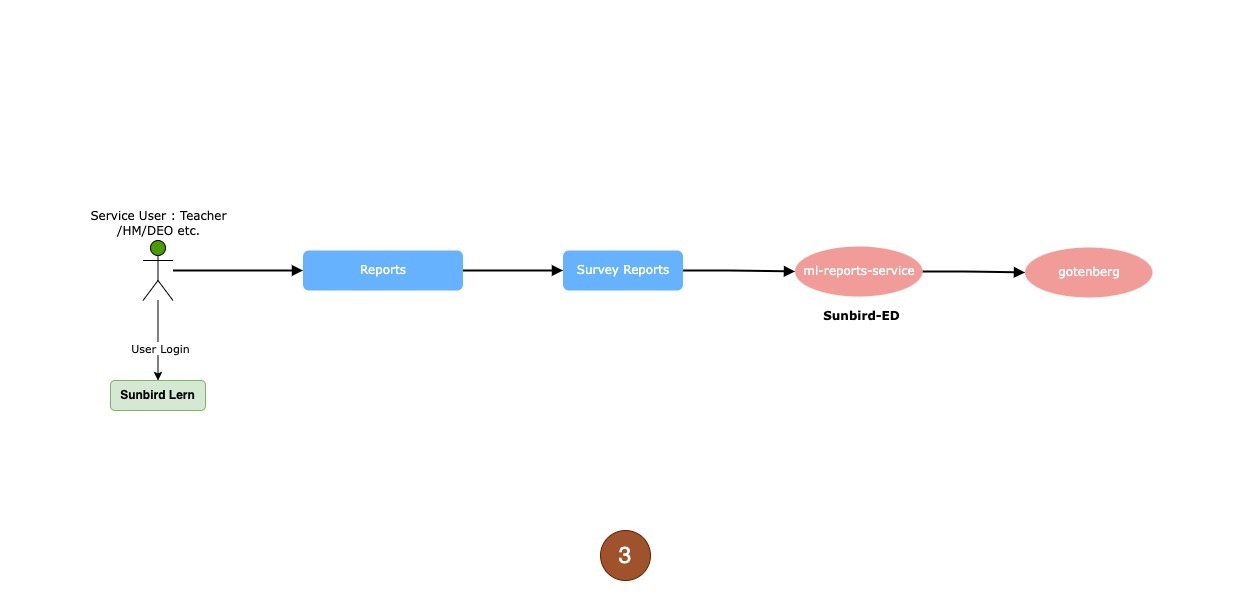 Service User : Teacher
/HM/DEO etc.
Reports
Survey Reports
ml-reports-service
gotenberg
Sunbird-ED
User Login
Sunbird Lern
3